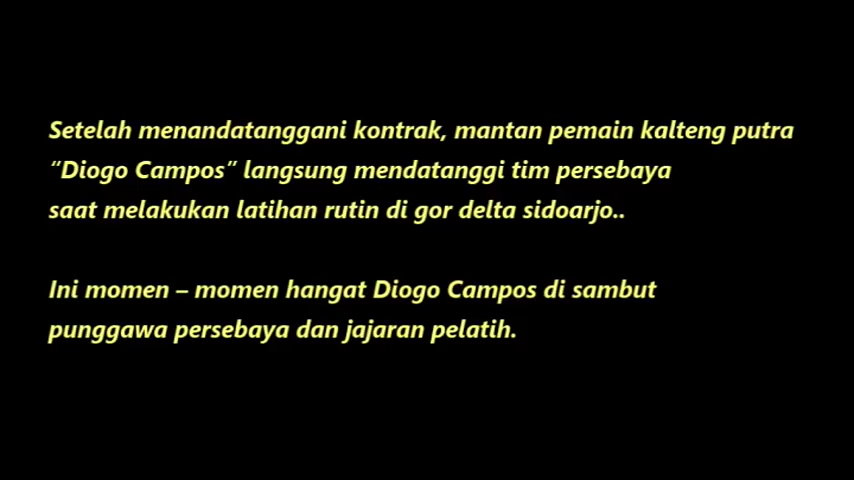 Setelah menandatanggani kontrak, mantan pemain kalteng putra
“Diogo Campos” langsung mendatanggi tim persebaya
saat melakukan latihan rutin di gor delta sidoarjo..
Ini momen – momen hangat Diogo Campos di sambut
punggawa persebaya dan jajaran pelatih.